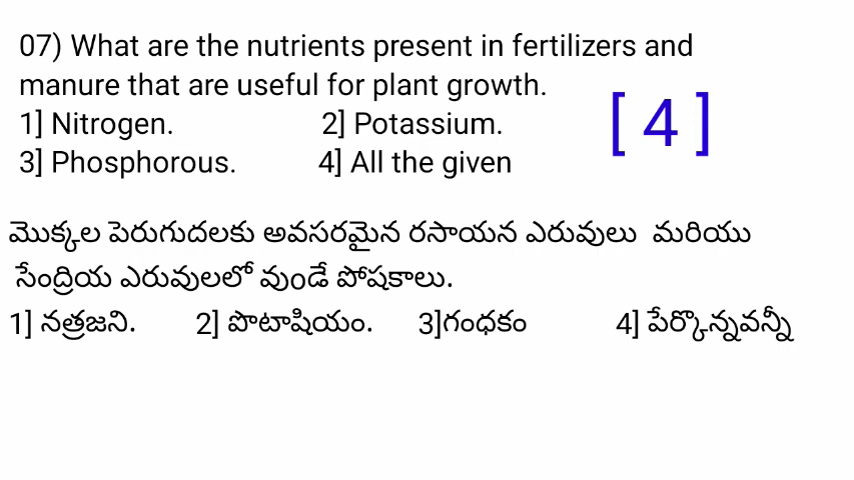 07) What are the nutrients present in fertilizers and
manure that are useful for plant growth.
1] Nitrogen. 2] Potassium.
[ 4 ]
3] Phosphorous. 4] All the given
మొక్కల పెరుగుదలకు అవసరమైన రసాయన ఎరువులు మరియు
సేంద్రియ ఎరువులలో వుండే పోషకాలు.
1] నత్రజని. 2] పొటాషియం. 3]గంధకం 4] పేర్కొన్నవన్నీ